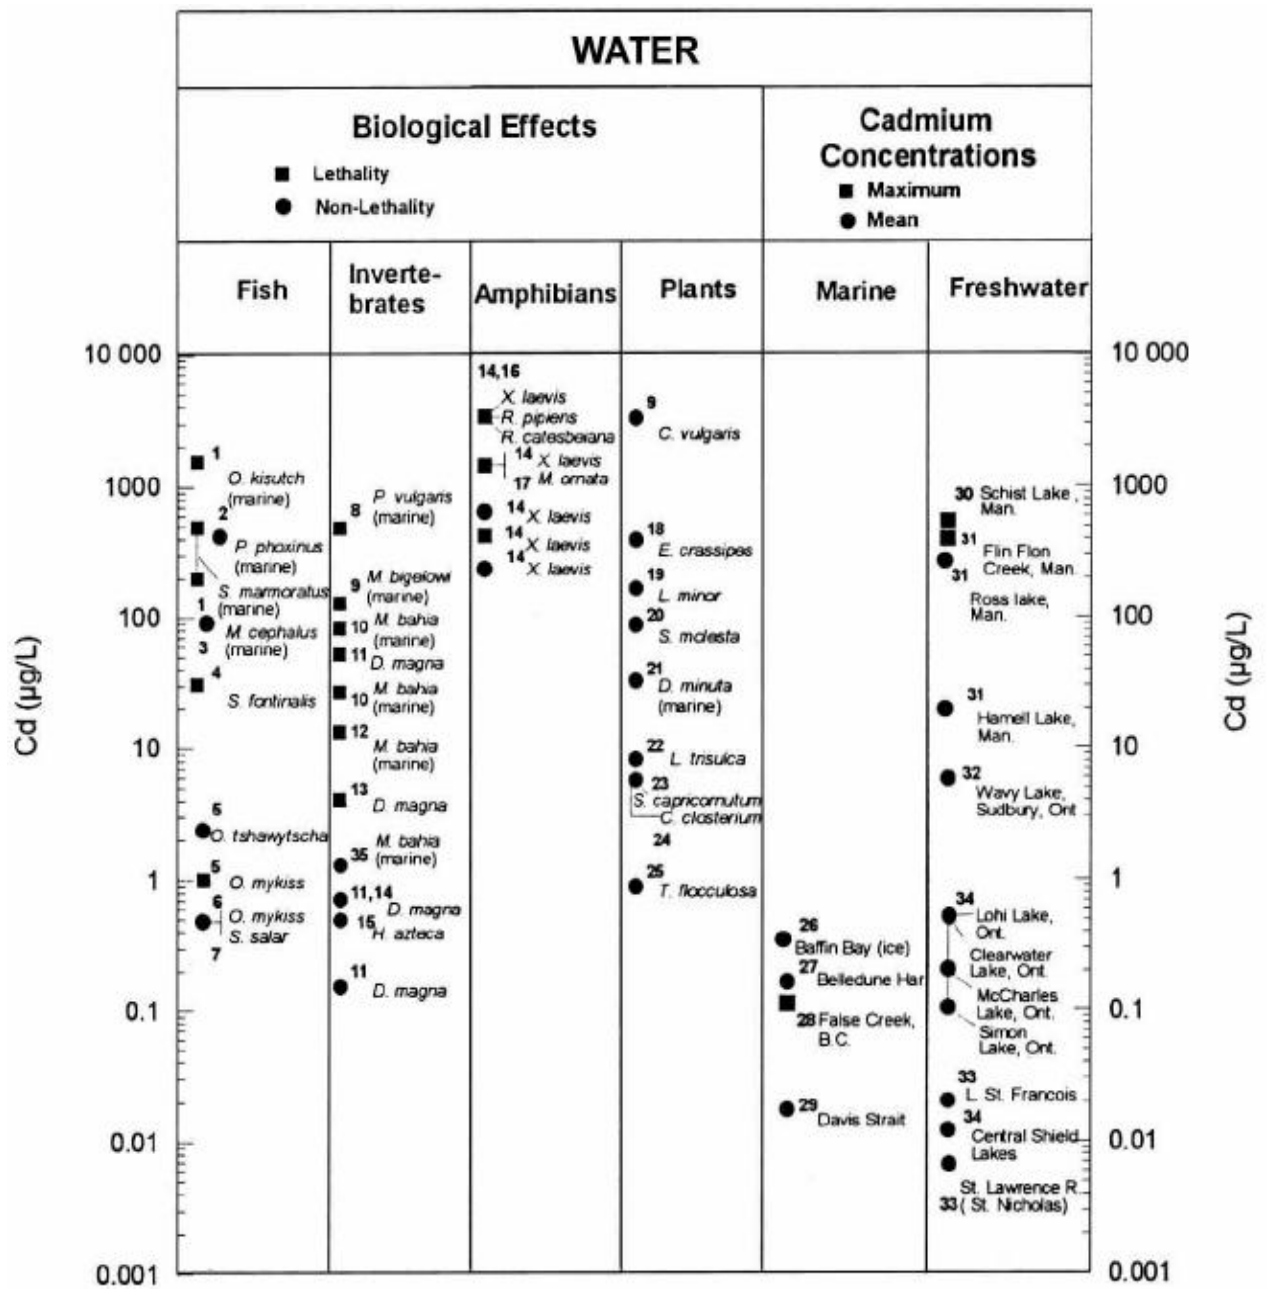 WATER
Biological Effects
■ Lethality
● Non-Lethality
Cadmium
Concentrations
■ Maximum
● Mean
Fish
Inverte-
brates
Amphibians
Plants
Marine
Freshwater
Cd (µg/L)
10 000
1000
100
10
1
0.1
0.01
0.001
1
O. kisutch
(marine)
2
P. phoxinus
(marine)
S. marmoratus
(marine)
1
M. cephalus
(marine)
3
4
S. fontinalis
5
O. tshawytscha
5
O. mykiss
6
O. mykiss
S. salar
7
8
P. vulgaris
(marine)
9
M. bigelowi
(marine)
10
M. bahia
(marine)
11
D. magna
10
M. bahia
(marine)
12
M. bahia
(marine)
13
D. magna
35
M. bahia
(marine)
11,14
D. magna
15
H. azteca
11
D. magna
14,16
X. laevis
R. pipiens
R. catesbeiana
14 X. laevis
17 M. ornata
14 X. laevis
14 X. laevis
14 X. laevis
9
C. vulgaris
18
E. crassipes
19
L. minor
20
S. molesta
21
D. minuta
(marine)
22
L. trisulca
23
S. capricornutum
C. closterium
24
25
T. flocculosa
26
Baffin Bay (ice)
27
Belledune Har
28 False Creek,
B.C.
29
Davis Strait
30 Schist Lake,
Man.
31
Flin Flon
Creek, Man.
31
Ross lake,
Man.
31
Hamell Lake,
Man.
32
Wavy Lake,
Sudbury, Ont
34
Lohi Lake,
Ont.
Clearwater
Lake, Ont
McCharles
Lake, Ont.
Simon
Lake, Ont.
33
L. St. Francois
34
Central Shield
Lakes
St. Lawrence R.
33 ( St. Nicholas)
10 000
1000
100
10
1
0.1
0.01
0.001
Cd (µg/L)